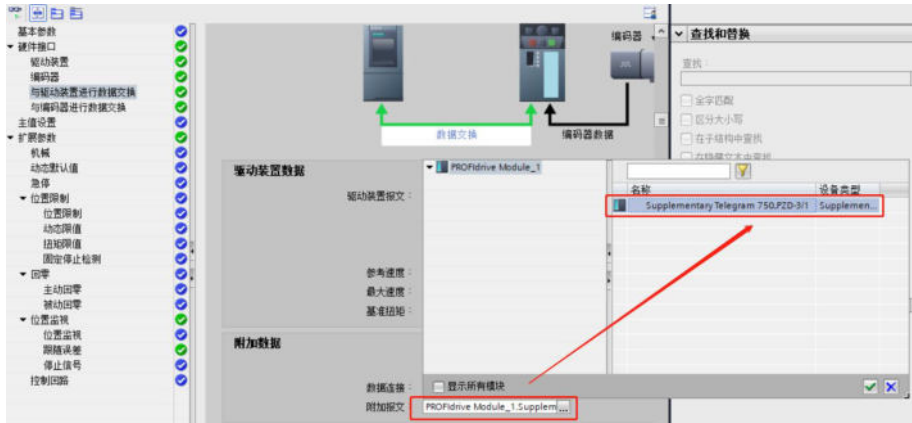 基本参数
硬件接口
驱动装置
编码器
与驱动装置进行数据交换
与编码器进行数据交换
主值设置
扩展参数
机械
动态默认值
急停
位置限制
位置限制
动态限值
扭矩限值
固定停止检测
回零
主动回零
被动回零
位置监视
位置监视
跟随误差
停止信号
控制回路
编码器
数据交换
编码器数据
驱动装置数据
驱动装置报文：
参考速度：
最大速度：
基准扭矩：
附加数据
数据连接：
附加报文：
PROFIdrive Module_1.Supplem
...
PROFIdrive Module_1
名称
设备类型
Supplementary Telegram 750.PZD-3/1
Supplemen...
显示所有模块
查找和替换
查找：
全字匹配
区分大小写
在子结构中查找
在隐藏文本中查找